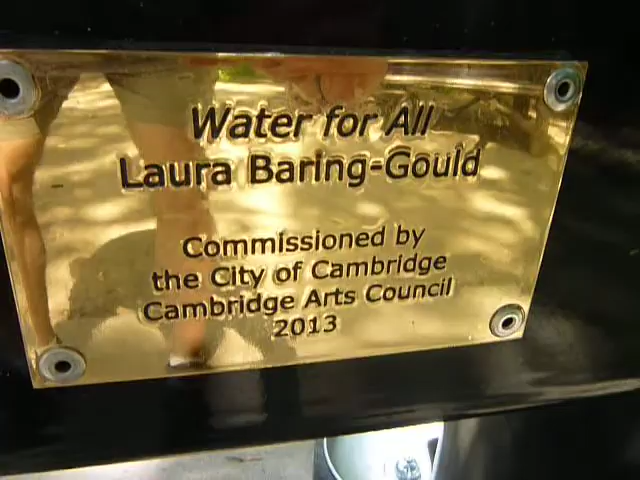 Water for All
Laura Baring-Gould
Commissioned by
the City of Cambridge
Cambridge Arts Council
2013